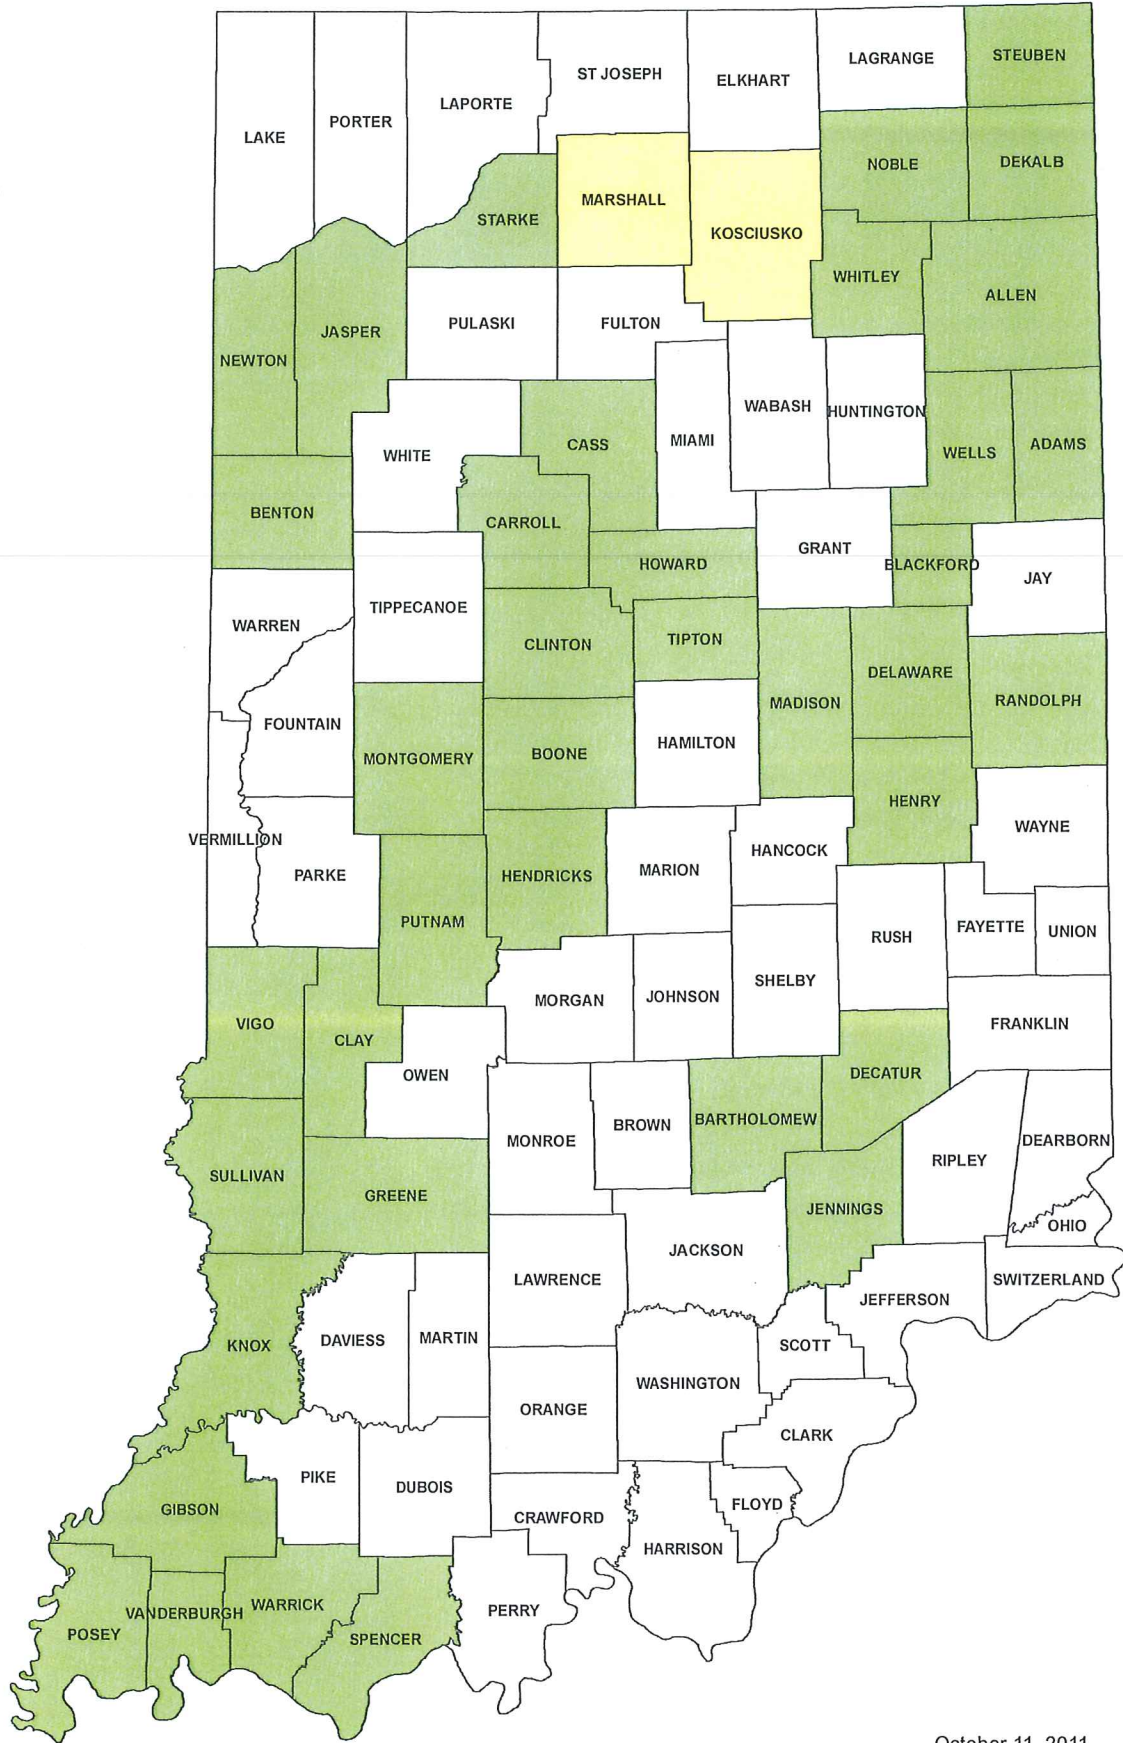 STEUBEN
LAGRANGE
ST JOSEPH
ELKHART
LAPORTE
PORTER
LAKE
NOBLE
DEKALB
MARSHALL
STARKE
KOSCIUSKO
WHITLEY
ALLEN
PULASKI
FULTON
JASPER
NEWTON
WABASH
HUNTINGTON
CASS
MIAMI
ADAMS
WELLS
WHITE
BENTON
CARROLL
GRANT
HOWARD
BLACKFORD
JAY
TIPPECANOE
WARREN
TIPTON
CLINTON
DELAWARE
RANDOLPH
MADISON
FOUNTAIN
HAMILTON
BOONE
MONTGOMERY
HENRY
WAYNE
VERMILLION
HANCOCK
MARION
PARKE
HENDRICKS
PUTNAM
FAYETTE
UNION
RUSH
SHELBY
JOHNSON
MORGAN
VIGO
FRANKLIN
CLAY
OWEN
DECATUR
BARTHOLOMEW
BROWN
MONROE
DEARBORN
RIPLEY
SULLIVAN
GREENE
JENNINGS
OHIO
JACKSON
LAWRENCE
SWITZERLAND
JEFFERSON
DAVIESS
MARTIN
KNOX
SCOTT
WASHINGTON
ORANGE
CLARK
PIKE
DUBOIS
FLOYD
GIBSON
CRAWFORD
HARRISON
WARRICK
VANDERBURGH
PERRY
POSEY
SPENCER
October 11, 2011